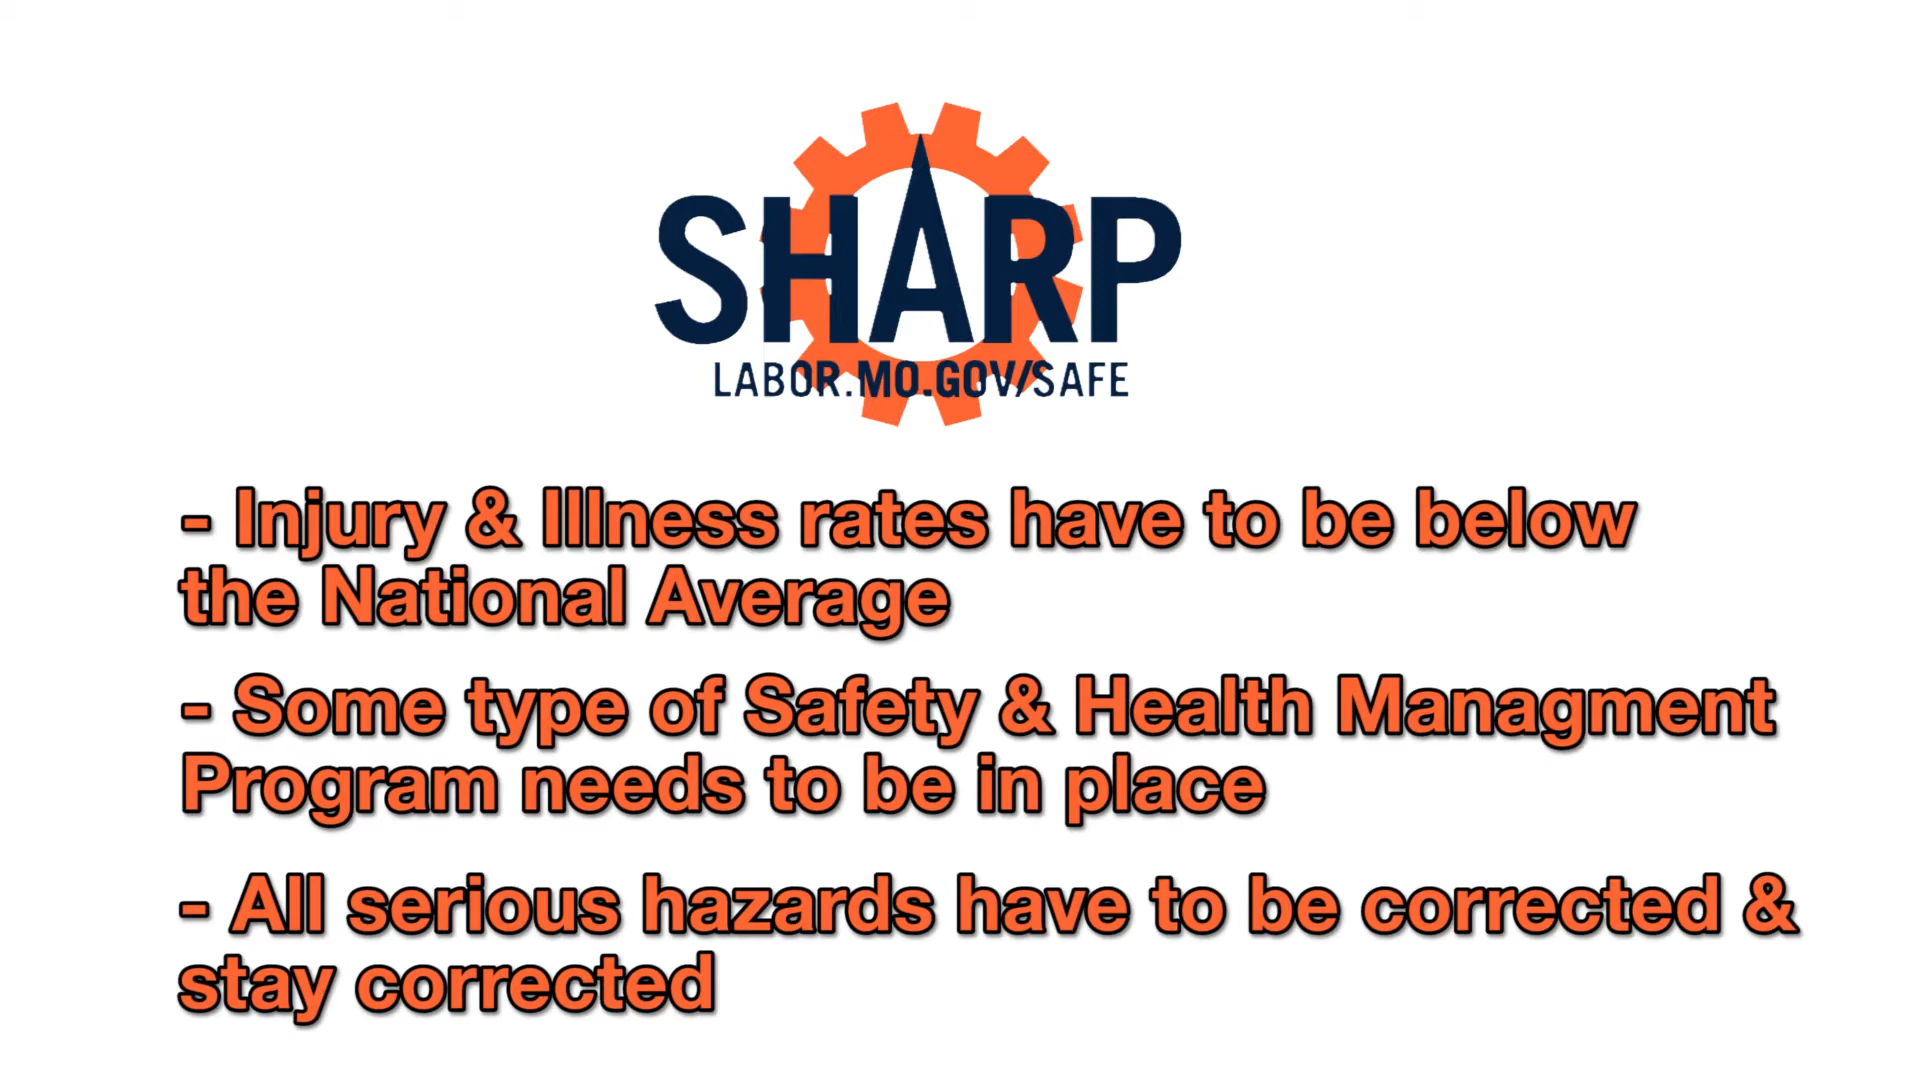 SHARP
LABOR.MO.GOV/SAFE
- Injury & Illness rates have to be below
the National Average
- Some type of Safety & Health Managment
Program needs to be in place
- All serious hazards have to be corrected &
stay corrected